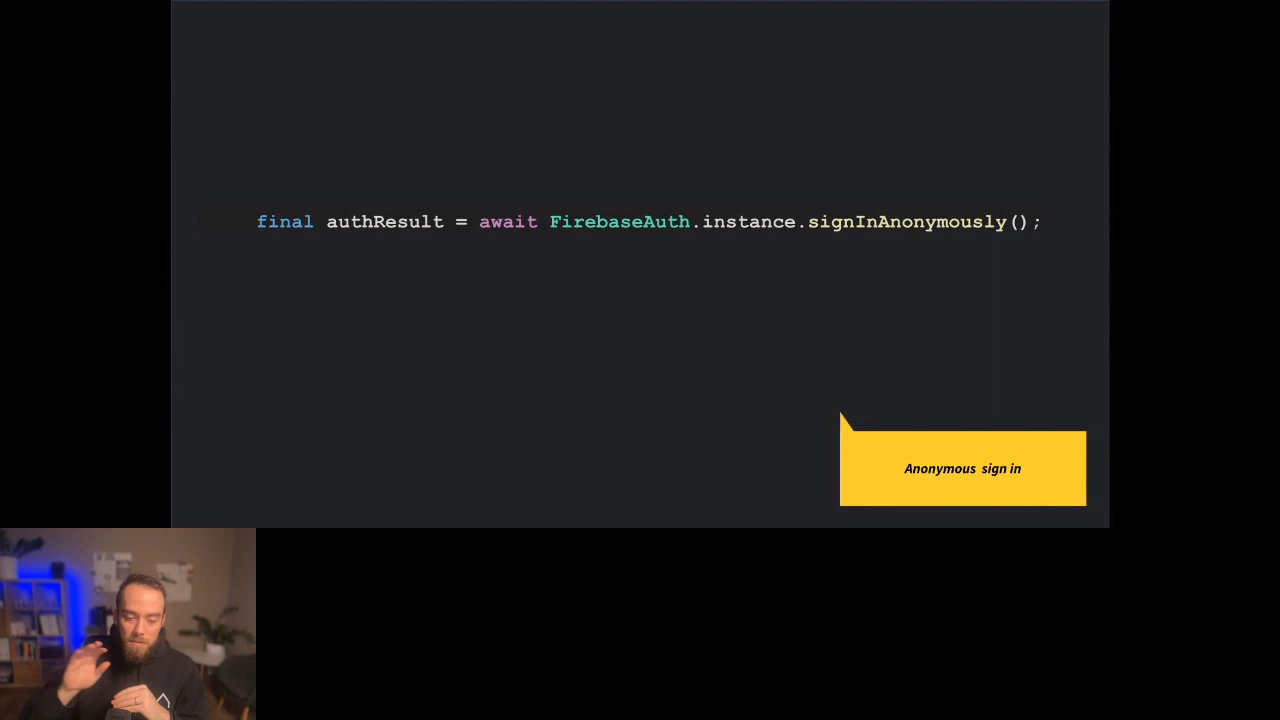 final authResult = await FirebaseAuth.instance.signInAnonymously();
Anonymous sign in